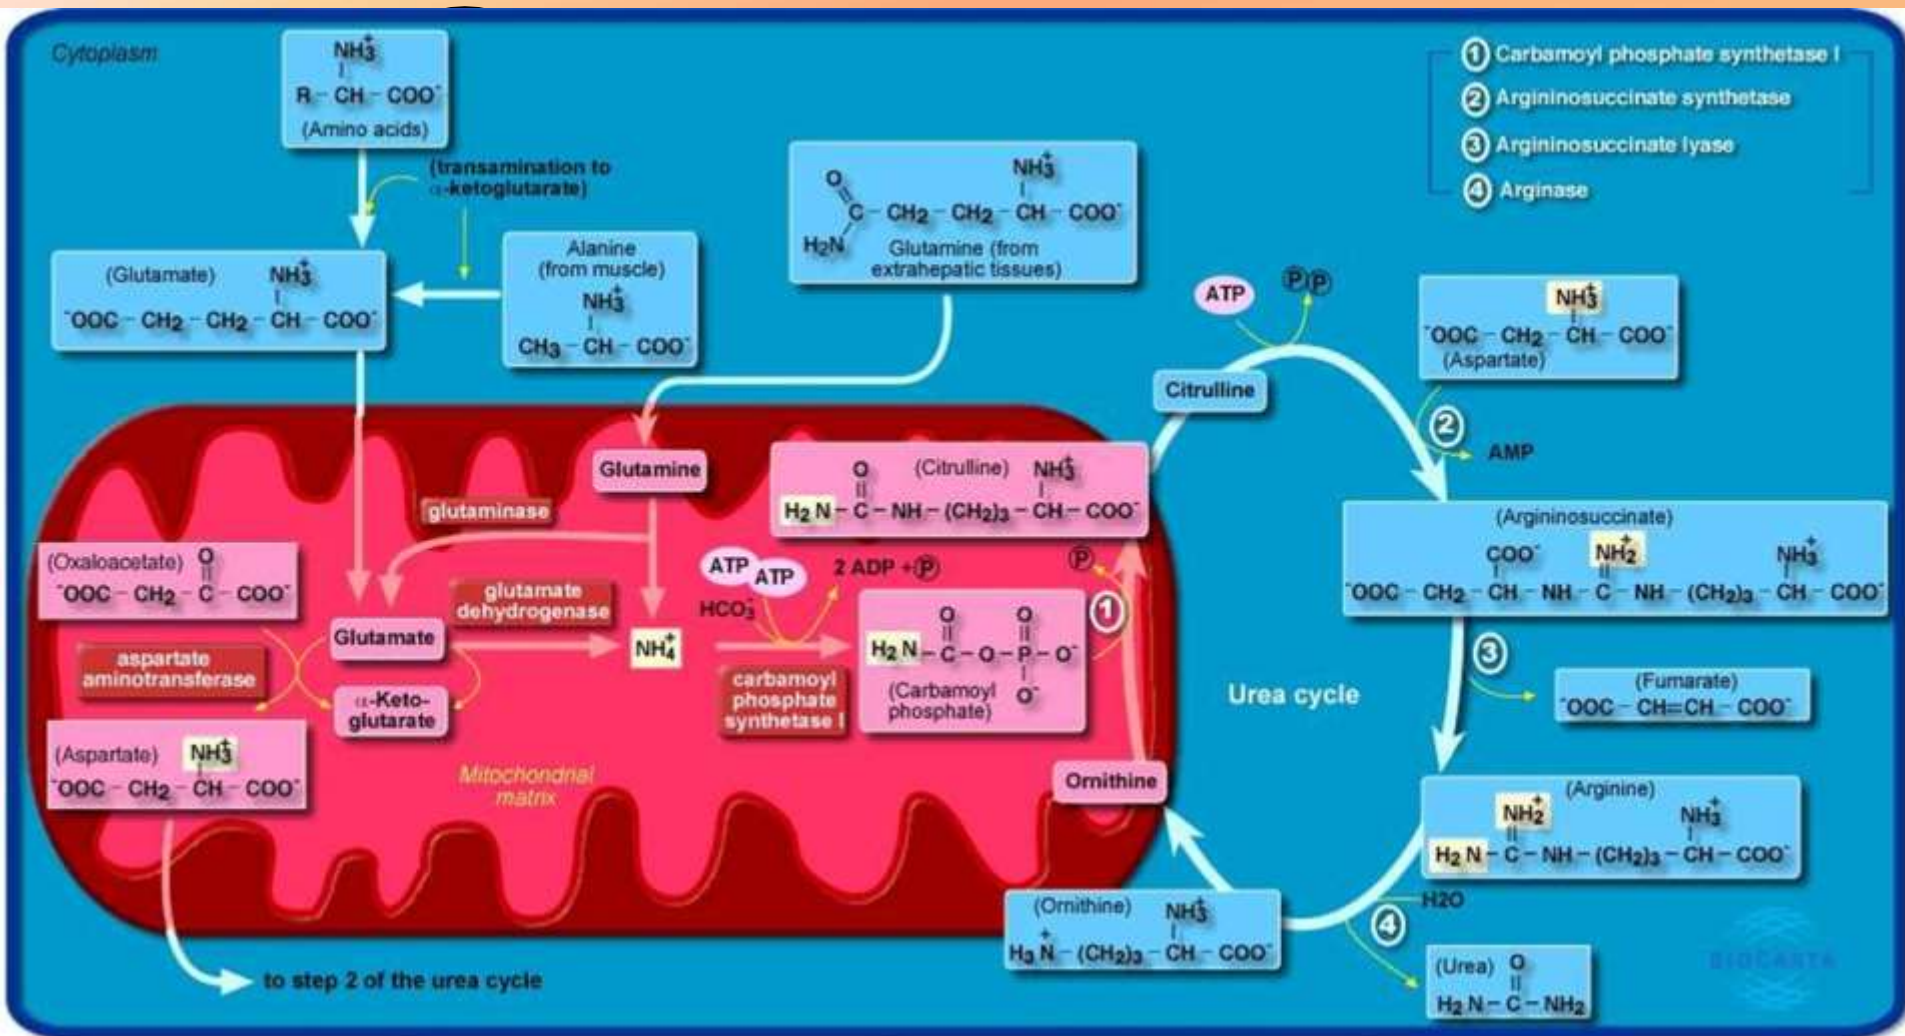 Cytoplasm
NH3+
R - CH - COO-
(Amino acids)
(transamination to
α-ketoglutarate)
(Glutamate) NH3+
-OOC - CH2 - CH2 - CH - COO-
Alanine
(from muscle)
NH3+
CH3 - CH - COO-
O NH3+
C - CH2 - CH2 - CH - COO-
H2N Glutamine (from
extrahepatic tissues)
1 Carbamoyl phosphate synthetase I
2 Argininosuccinate synthetase
3 Argininosuccinate lyase
4 Arginase
ATP
P P
NH3+
-OOC - CH2 - CH - COO-
(Aspartate)
Citrulline
2
AMP
Glutamine
glutaminase
O (Citrulline) NH3+
H2 N - C - NH - (CH2)3 - CH - COO-
(Argininosuccinate)
COO- NH2+ NH3+
-OOC - CH2 - CH - NH - C - NH - (CH2)3 - CH - COO-
(Oxaloacetate) O
-OOC - CH2 - C - COO-
glutamate
dehydrogenase
ATP ATP
2 ADP + P
HCO3-
P
1
Glutamate
NH4+
O O
H2 N - C - O - P - O-
(Carbamoyl O-
phosphate)
aspartate
aminotransferase
carbamoyl
phosphate
synthetase I
α-Keto-
glutarate
3
Urea cycle
(Fumarate)
-OOC - CH=CH - COO-
(Aspartate) NH3+
-OOC - CH2 - CH - COO-
Mitochondrial
matrix
Ornithine
(Arginine)
NH2+ NH3+
H2 N - C - NH - (CH2)3 - CH - COO-
H2O
4
(Ornithine) NH3+
H3 N+ - (CH2)3 - CH - COO-
to step 2 of the urea cycle
(Urea) O
H2 N - C - NH2
BIOCARTA